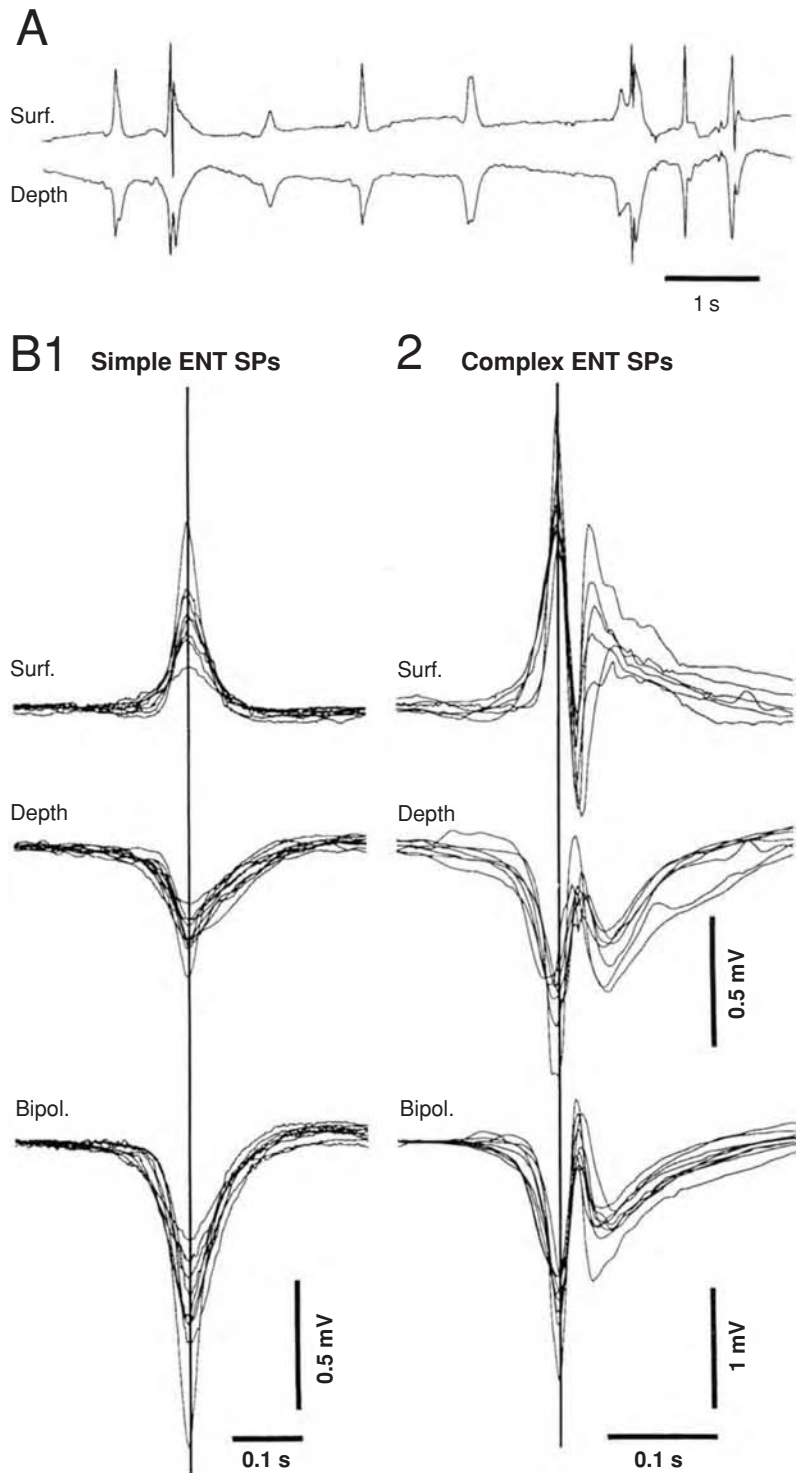 A
Surf.
Depth
1 s
B1 Simple ENT SPs
2 Complex ENT SPs
Surf.
Surf.
Depth
Depth
0.5 mV
Bipol.
Bipol.
0.5 mV
1 mV
0.1 s
0.1 s